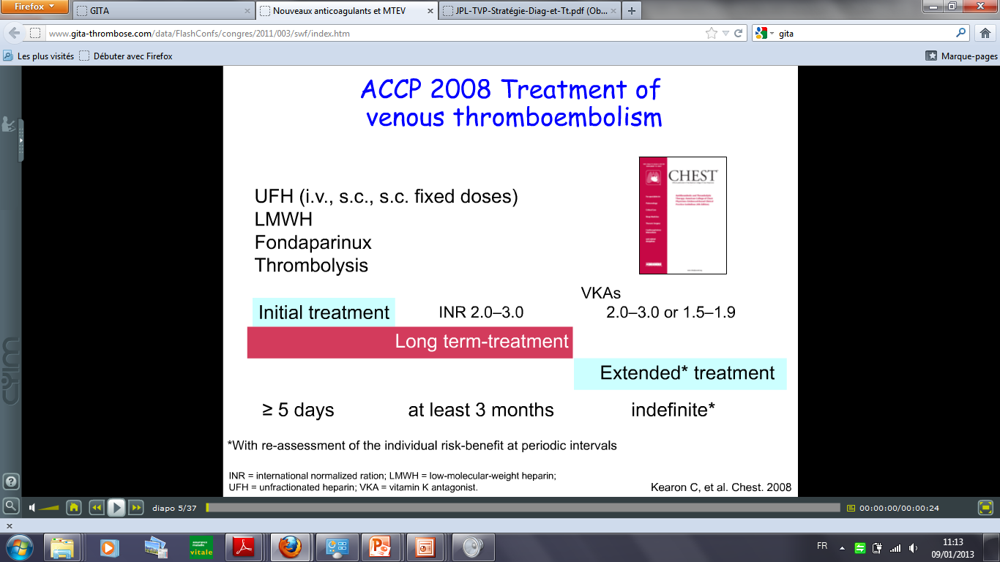 Firefox
GITA
Nouveaux anticoagulants et MTEV
JPL-TVP-Stratégie-Diag-et-Tt.pdf (Ob...
www.gita-thrombose.com/data/FlashConfs/congres/2011/003/swf/index.htm
gita
Les plus visités
Débuter avec Firefox
Marque-pages
ACCP 2008 Treatment of
venous thromboembolism
CHEST
UFH (i.v., s.c., s.c. fixed doses)
LMWH
Fondaparinux
Thrombolysis
VKAs
Initial treatment
INR 2.0–3.0
2.0–3.0 or 1.5–1.9
Long term-treatment
Extended* treatment
≥ 5 days
at least 3 months
indefinite*
*With re-assessment of the individual risk-benefit at periodic intervals
INR = international normalized ration; LMWH = low-molecular-weight heparin;
UFH = unfractionated heparin; VKA = vitamin K antagonist.
Kearon C, et al. Chest. 2008
cyim
diapo 5/37
00:00:00/00:00:24
assurance
maladie
vitale
FR
11:13
09/01/2013